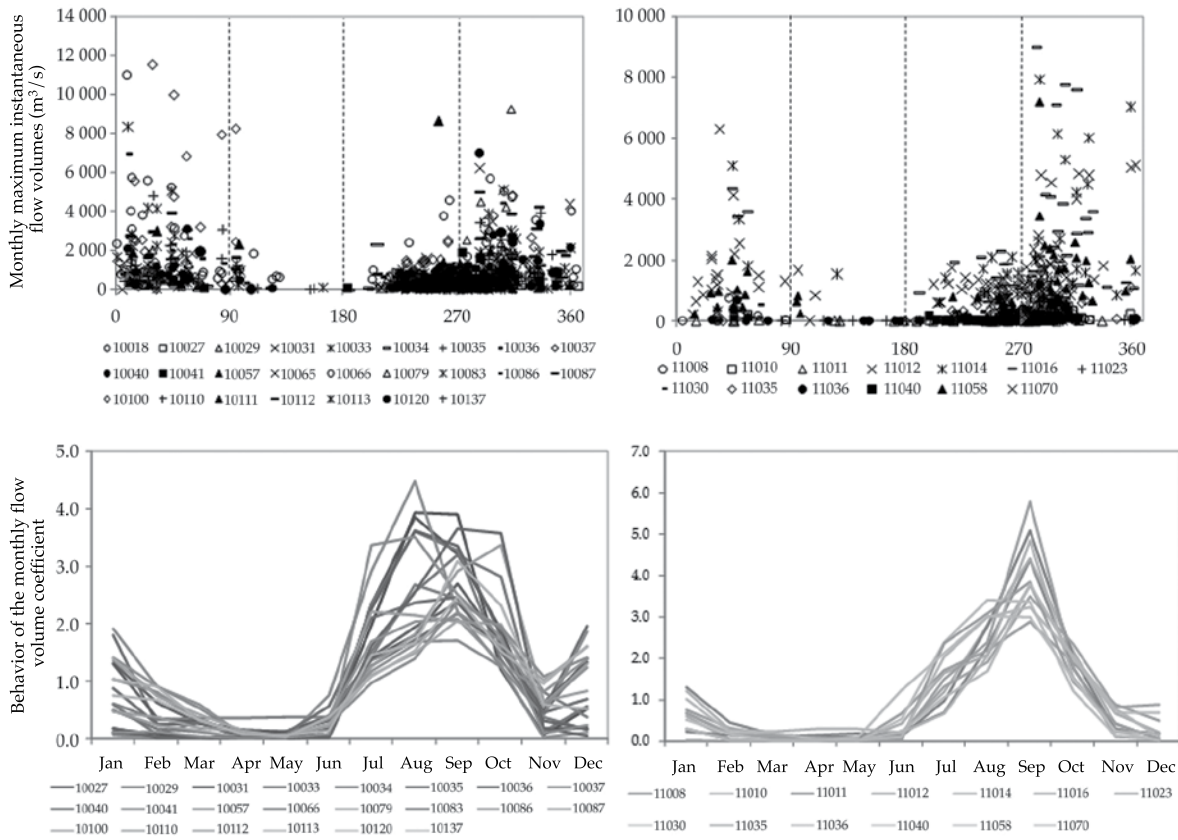 Monthly maximum instantaneous
flow volumes (m³/s)
14 000
12 000
10 000
8 000
6 000
4 000
2 000
0
0 90 180 270 360
10018 10027 10029 10031 10033 10034 10035 10036 10037
10040 10041 10057 10065 10066 10079 10083 10086 10087
10100 10110 10111 10112 10113 10120 10137
10 000
8 000
6 000
4 000
2 000
0
0 90 180 270 360
11008 11010 11011 11012 11014 11016 11023
11030 11035 11036 11040 11058 11070
Behavior of the monthly flow
volume coefficient
5.0
4.0
3.0
2.0
1.0
0.0
Jan Feb Mar Apr May Jun Jul Aug Sep Oct Nov Dec
10027 10029 10031 10033 10034 10035 10036 10037
10040 10041 10057 10066 10079 10083 10086 10087
10100 10110 10112 10113 10120 10137
7.0
6.0
5.0
4.0
3.0
2.0
1.0
0.0
Jan Feb Mar Apr May Jun Jul Aug Sep Oct Nov Dec
11008 11010 11011 11012 11014 11016 11023
11030 11035 11036 11040 11058 11070